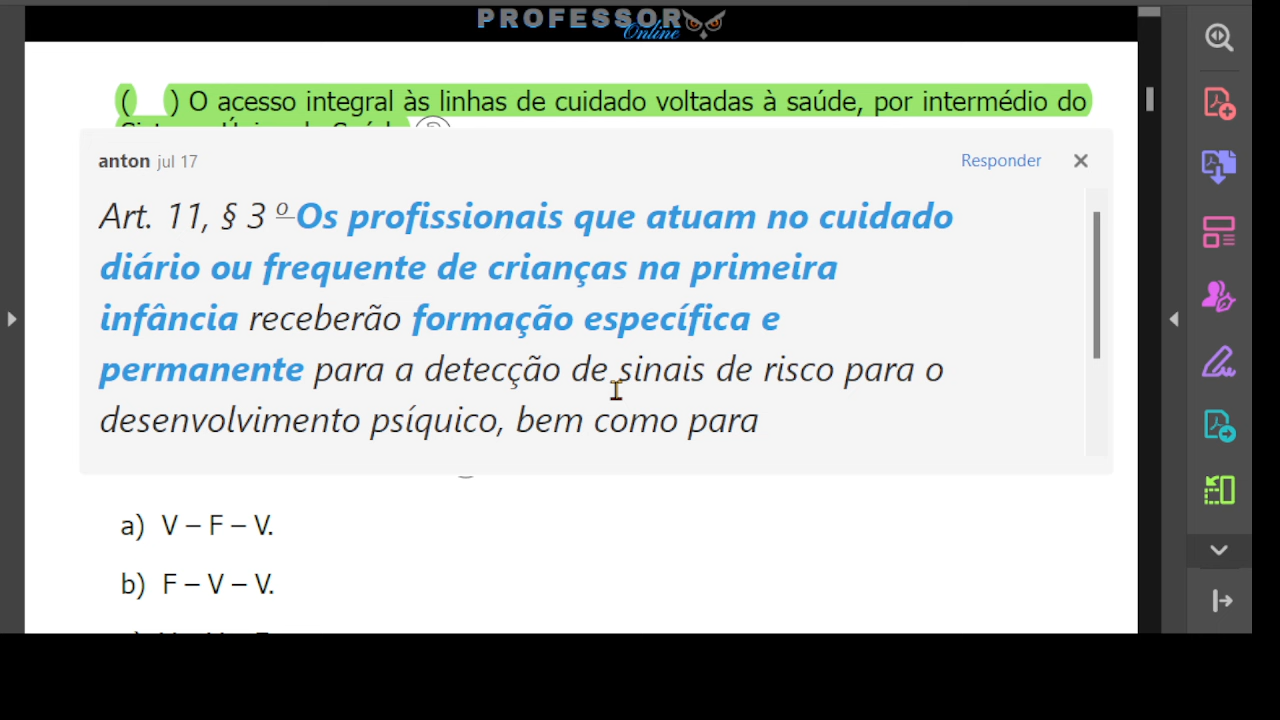 PROFESSOR
Online
( ) O acesso integral às linhas de cuidado voltadas à saúde, por intermédio do
anton jul 17 Responder
Art. 11, § 3 º Os profissionais que atuam no cuidado
diário ou frequente de crianças na primeira
infância receberão formação específica e
permanente para a detecção de sinais de risco para o
desenvolvimento psíquico, bem como para
a) V – F – V.
b) F – V – V.